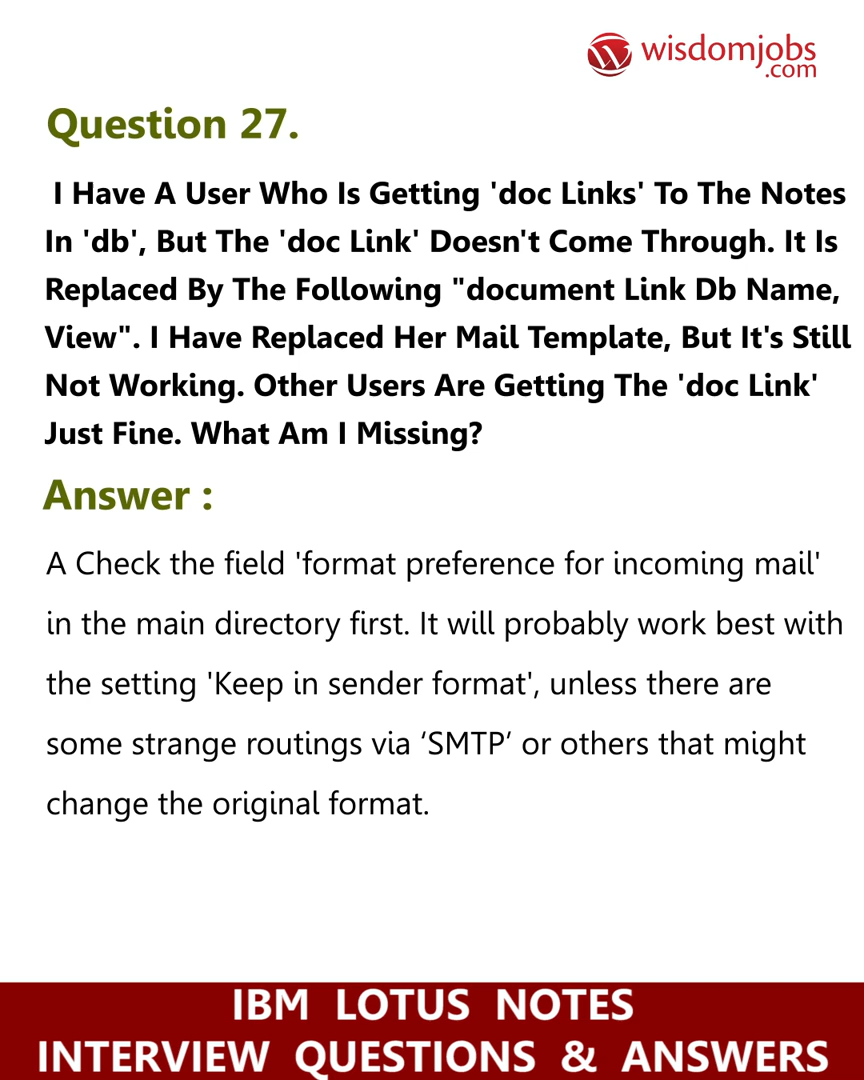 wisdomjobs
.com
Question 27.
I Have A User Who Is Getting 'doc Links' To The Notes
In 'db', But The 'doc Link' Doesn't Come Through. It Is
Replaced By The Following "document Link Db Name,
View". I Have Replaced Her Mail Template, But It's Still
Not Working. Other Users Are Getting The 'doc Link'
Just Fine. What Am I Missing?
Answer :
A Check the field 'format preference for incoming mail'
in the main directory first. It will probably work best with
the setting 'Keep in sender format', unless there are
some strange routings via ‘SMTP’ or others that might
change the original format.
IBM LOTUS NOTES
INTERVIEW QUESTIONS & ANSWERS